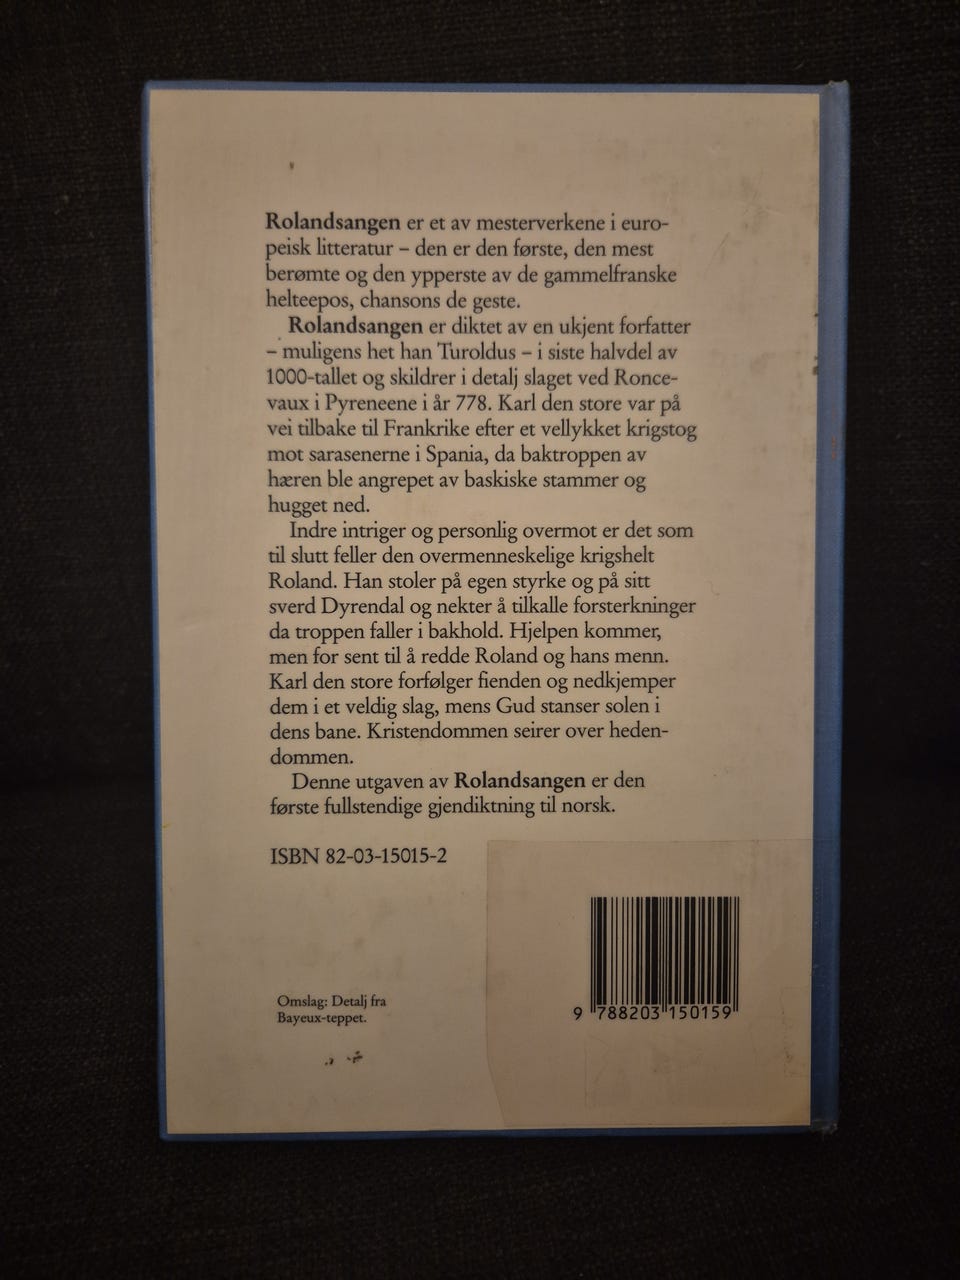 Rolandsangen er et av mesterverkene i euro-
peisk litteratur – den er den første, den mest
berømte og den ypperste av de gammelfranske
helteepos, chansons de geste.
Rolandsangen er diktet av en ukjent forfatter
– muligens het han Turoldus – i siste halvdel av
1000-tallet og skildrer i detalj slaget ved Ronce-
vaux i Pyreneene i år 778. Karl den store var på
vei tilbake til Frankrike efter et vellykket krigstog
mot sarasenerne i Spania, da baktroppen av
hæren ble angrepet av baskiske stammer og
hugget ned.
Indre intriger og personlig overmot er det som
til slutt feller den overmenneskelige krigshelt
Roland. Han stoler på egen styrke og på sitt
sverd Dyrendal og nekter å tilkalle forsterkninger
da troppen faller i bakhold. Hjelpen kommer,
men for sent til å redde Roland og hans menn.
Karl den store forfølger fienden og nedkjemper
dem i et veldig slag, mens Gud stanser solen i
dens bane. Kristendommen seirer over heden-
dommen.
Denne utgaven av Rolandsangen er den
første fullstendige gjendiktning til norsk.
ISBN 82-03-15015-2
Omslag: Detalj fra
Bayeux-teppet.
9 788203 150159